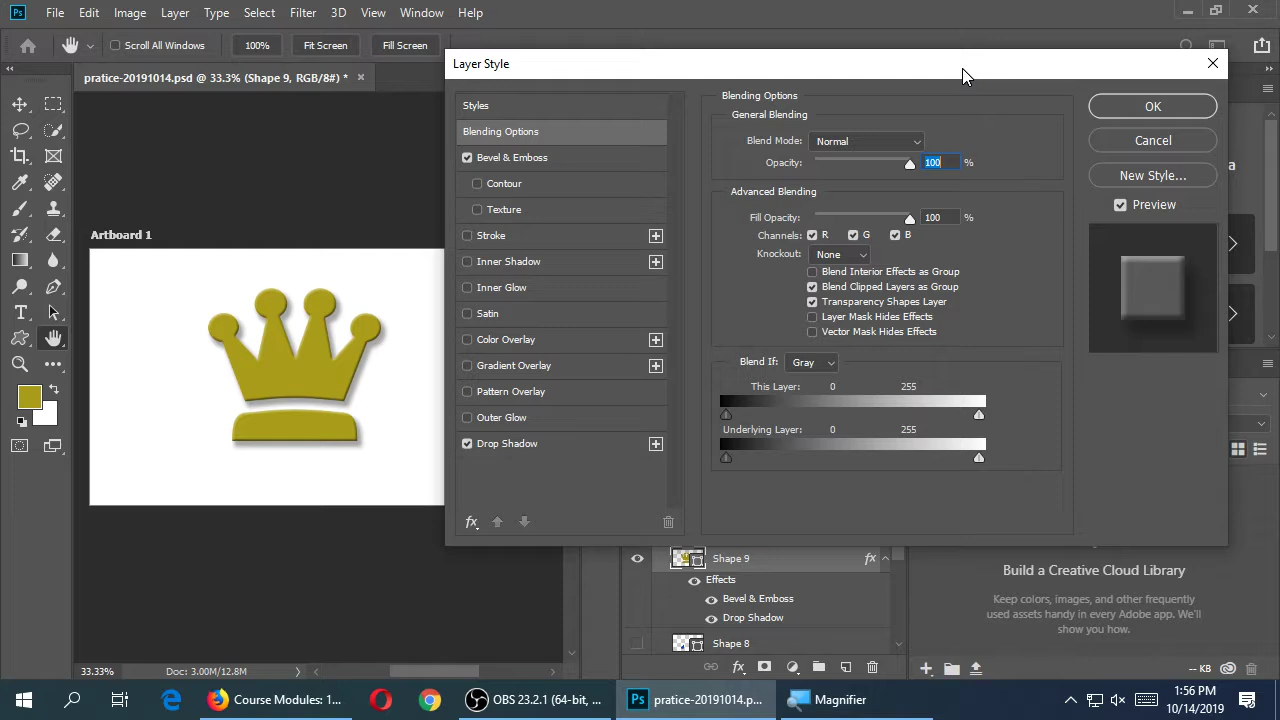 Ps File Edit Image Layer Type Select Filter 3D View Window Help
Scroll All Windows 100% Fit Screen Fill Screen
pratice-20191014.psd @ 33.3% (Shape 9, RGB/8#) *
Artboard 1
33.33% Doc: 3.00M/12.8M
Layer Style
Styles
Blending Options
Bevel & Emboss
Contour
Texture
Stroke
Inner Shadow
Inner Glow
Satin
Color Overlay
Gradient Overlay
Pattern Overlay
Outer Glow
Drop Shadow
fx
Blending Options
General Blending
Blend Mode: Normal
Opacity: 100 %
Advanced Blending
Fill Opacity: 100 %
Channels: R G B
Knockout: None
Blend Interior Effects as Group
Blend Clipped Layers as Group
Transparency Shapes Layer
Layer Mask Hides Effects
Vector Mask Hides Effects
Blend If: Gray
This Layer: 0 255
Underlying Layer: 0 255
OK
Cancel
New Style...
Preview
Shape 9 fx
Effects
Bevel & Emboss
Drop Shadow
Shape 8
fx
Build a Creative Cloud Library
Keep colors, images, and other frequently
used assets handy in every Adobe app. We'll
show you how.
-- KB
Course Modules: 1...
OBS 23.2.1 (64-bit, ...
Ps pratice-20191014.p...
Magnifier
1:56 PM
10/14/2019